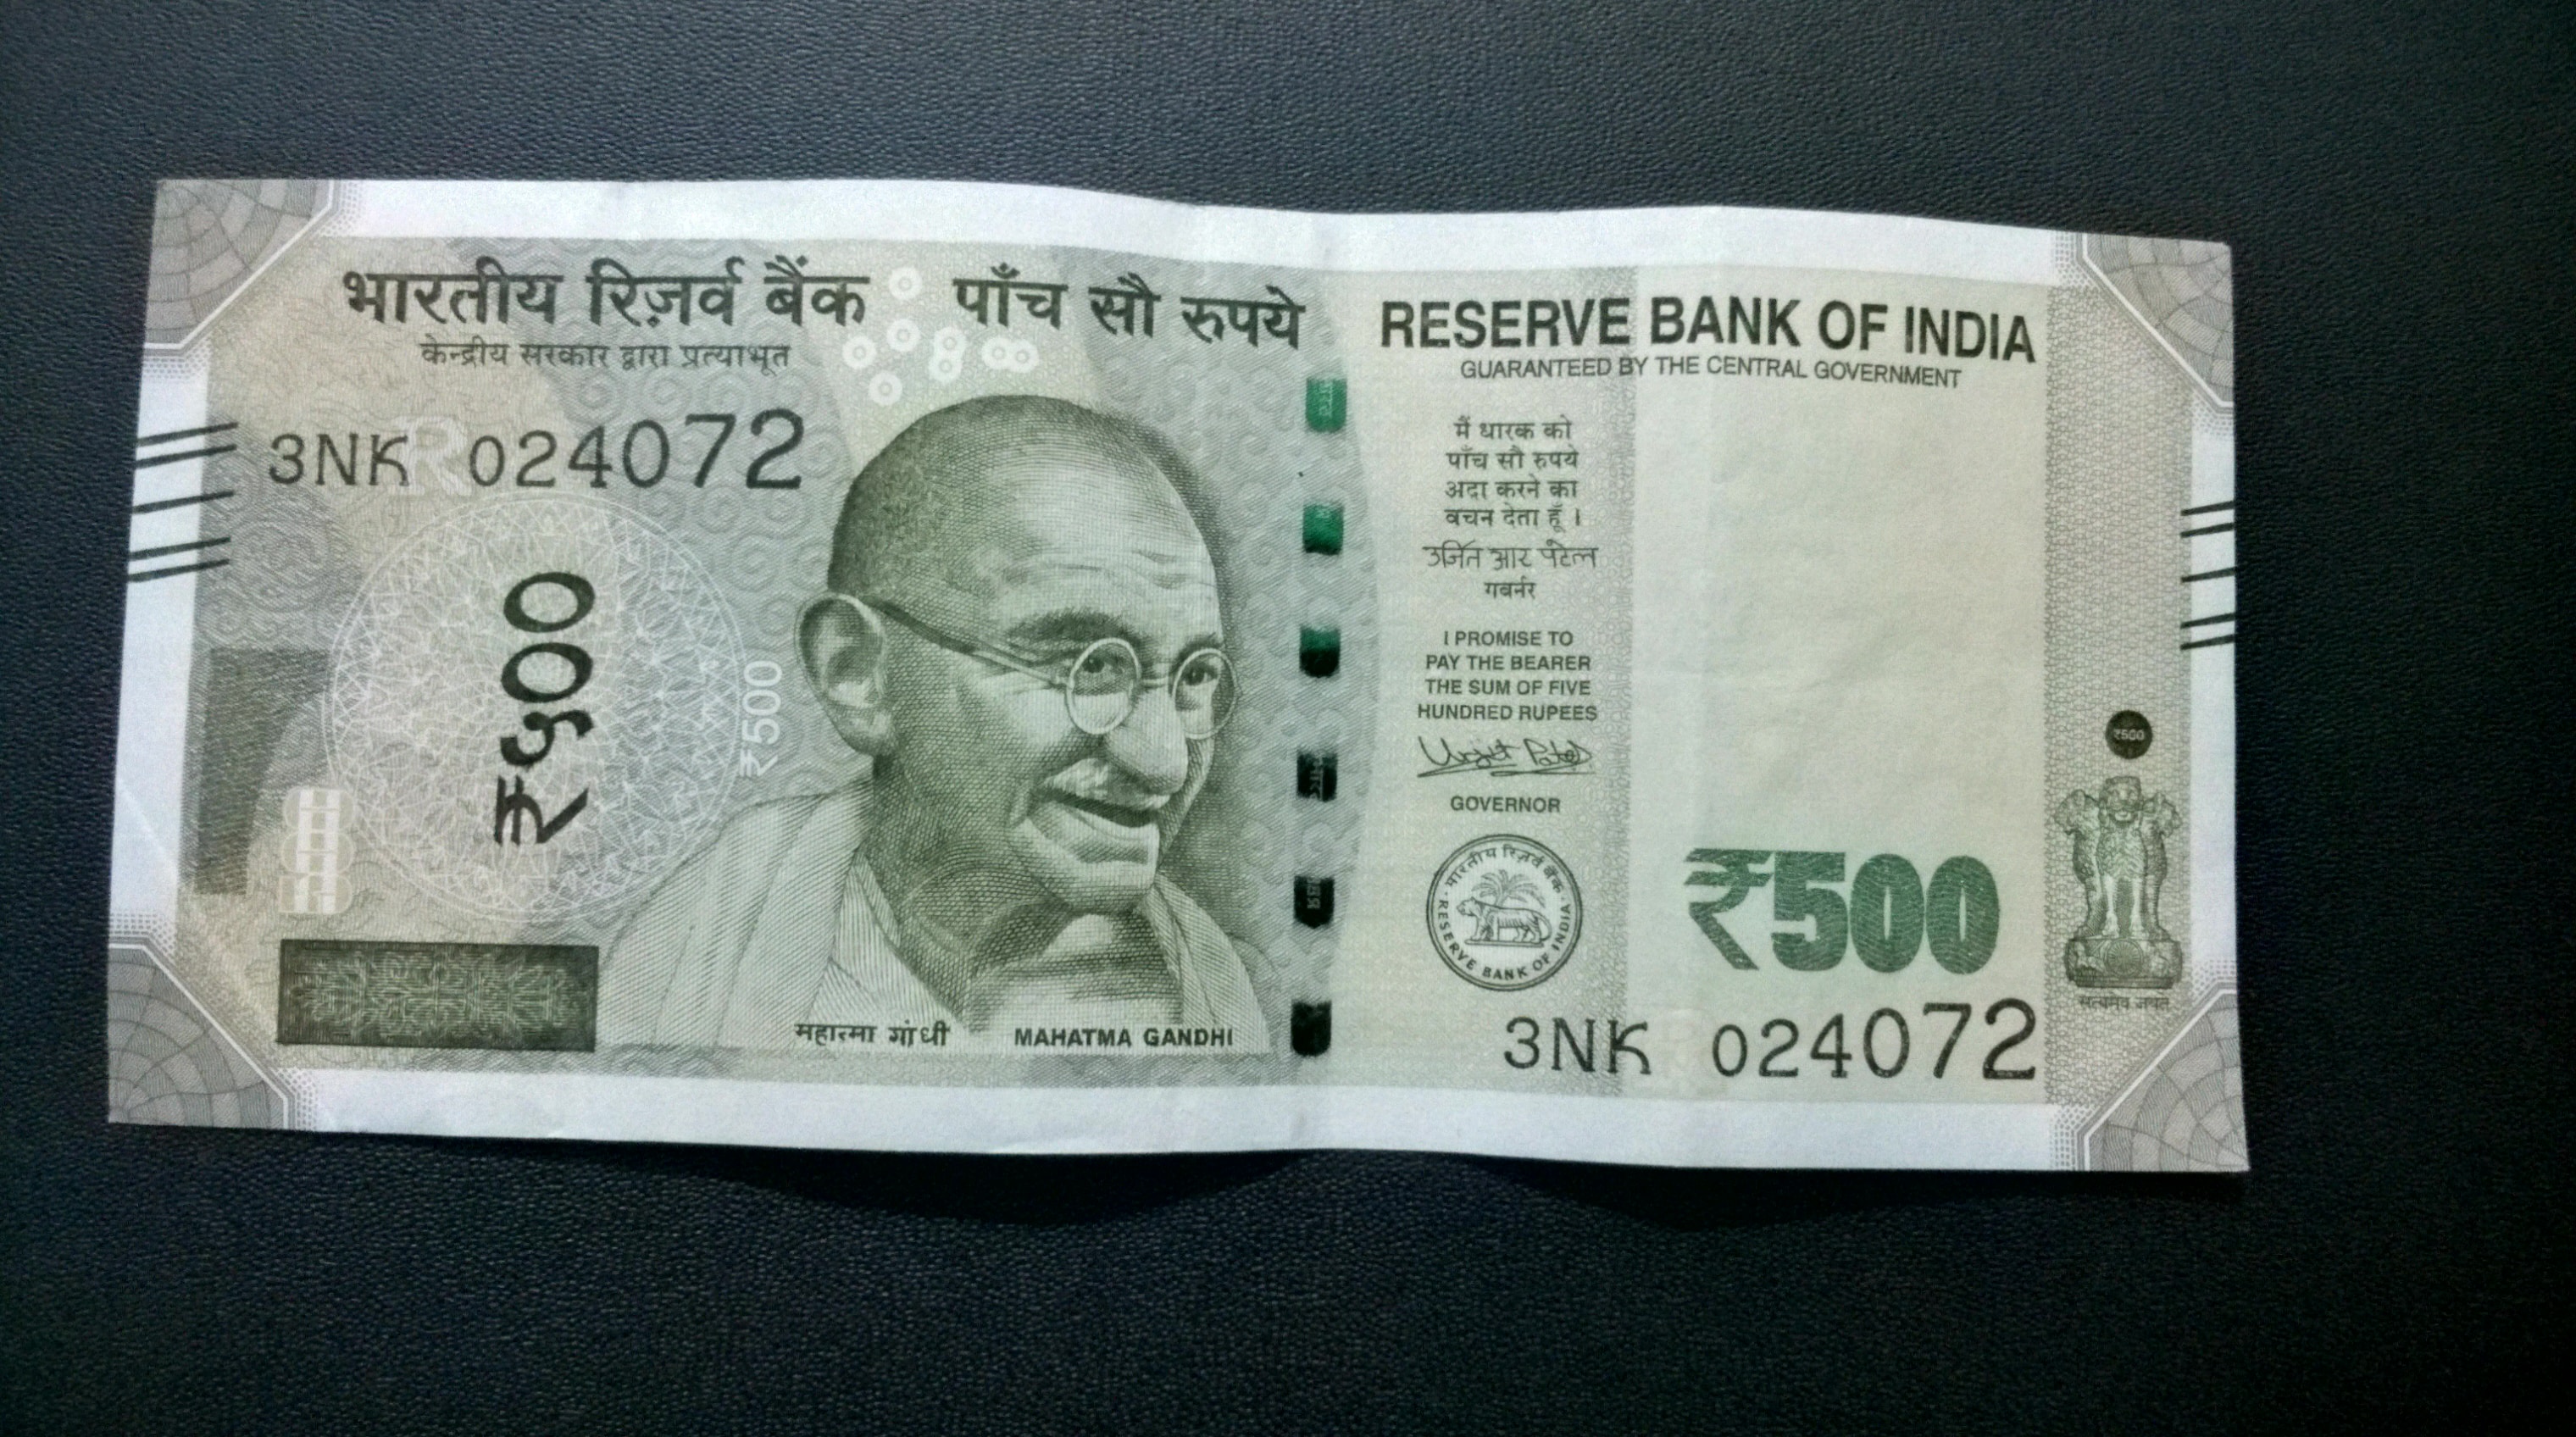 भारतीय रिज़र्व बैंक
केन्द्रीय सरकार द्वारा प्रत्याभूत
पाँच सौ रुपये
3NK 024072
R
₹५००
₹500
महात्मा गांधी
MAHATMA GANDHI
RESERVE BANK OF INDIA
GUARANTEED BY THE CENTRAL GOVERNMENT
मैं धारक को
पाँच सौ रुपये
अदा करने का
वचन देता हूँ ।
उर्जित आर पटेल
गवर्नर
I PROMISE TO
PAY THE BEARER
THE SUM OF FIVE
HUNDRED RUPEES
Urjit Patel
GOVERNOR
भारतीय रिज़र्व बैंक
RESERVE BANK OF INDIA
₹500
₹500
सत्यमेव जयते
3NK 024072